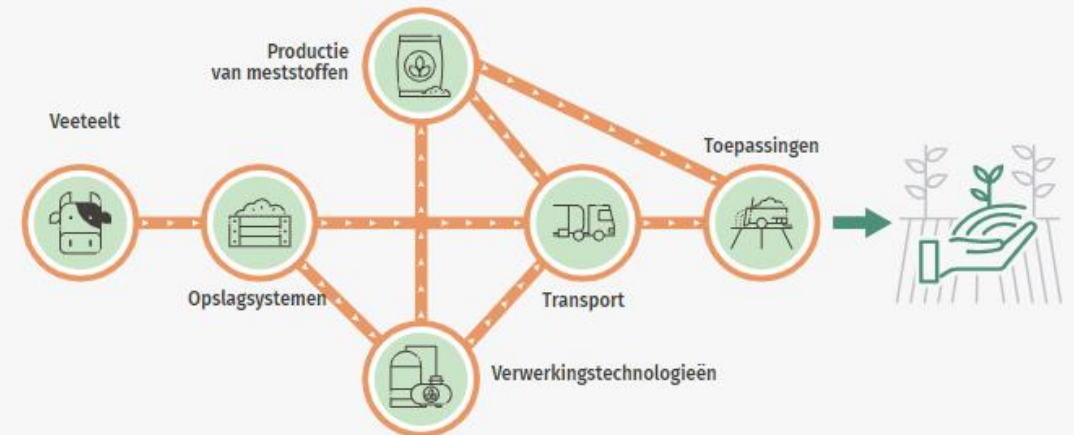 Productie
van meststoffen
Veeteelt
Toepassingen
Opslagsystemen
Transport
Verwerkingstechnologieën